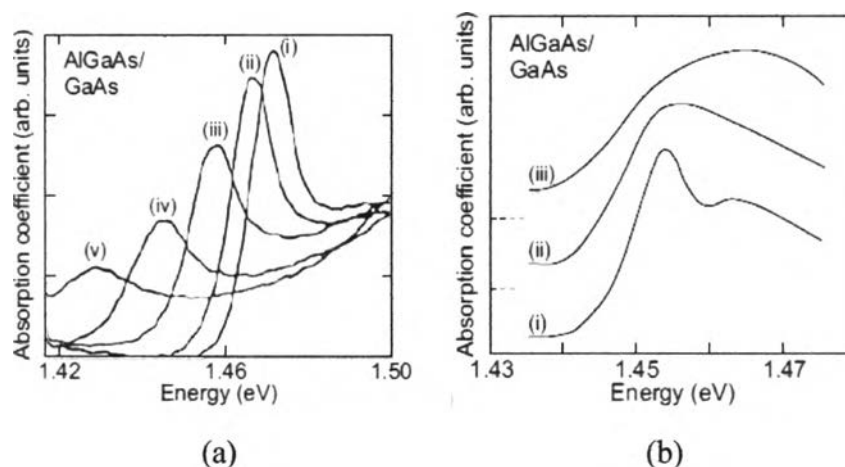 Absorption coefficient (arb. units)
AlGaAs/
GaAs
(i)
(ii)
(iii)
(iv)
(v)
1.42
1.46
1.50
Energy (eV)
(a)
Absorption coefficient (arb. units)
AlGaAs/
GaAs
(iii)
(ii)
(i)
1.43
1.45
1.47
Energy (eV)
(b)